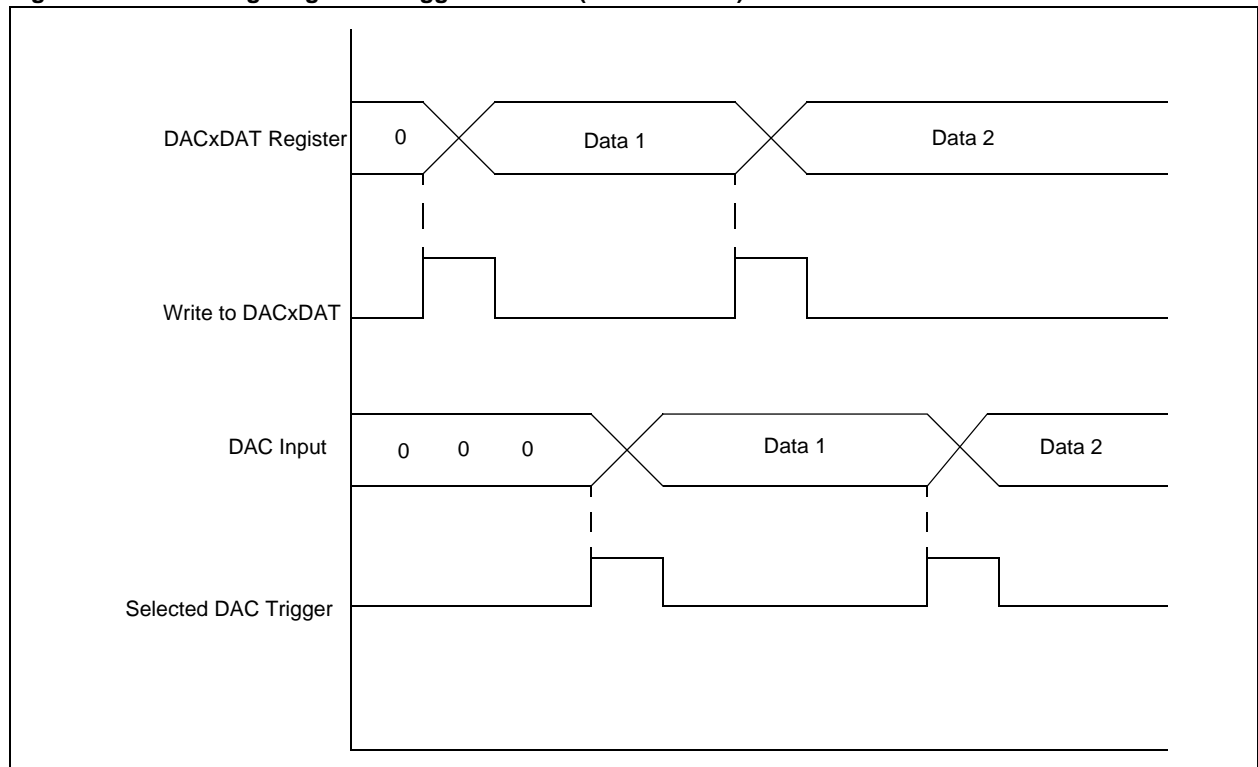 DACxDAT Register 0 Data 1 Data 2
Write to DACxDAT
DAC Input 0 0 0 Data 1 Data 2
Selected DAC Trigger